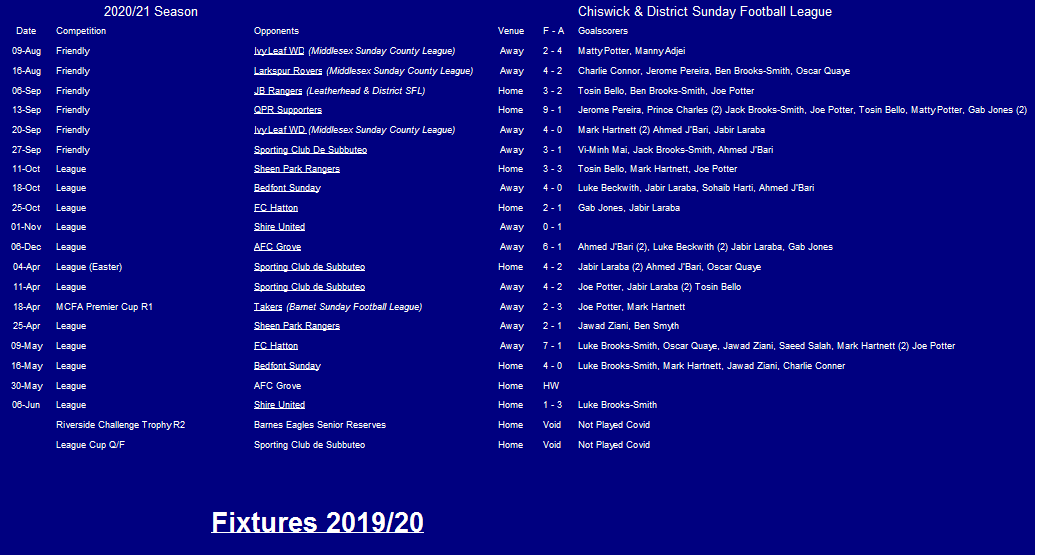 2020/21 Season Chiswick & District Sunday Football League
Date Competition Opponents Venue F - A Goalscorers
09-Aug Friendly Ivy Leaf WD (Middlesex Sunday County League) Away 2 - 4 Matty Potter, Manny Adjei
16-Aug Friendly Larkspur Rovers (Middlesex Sunday County League) Away 4 - 2 Charlie Connor, Jerome Pereira, Ben Brooks-Smith, Oscar Quaye
06-Sep Friendly JB Rangers (Leatherhead & District SFL) Home 3 - 2 Tosin Bello, Ben Brooks-Smith, Joe Potter
13-Sep Friendly QPR Supporters Home 9 - 1 Jerome Pereira, Prince Charles (2) Jack Brooks-Smith, Joe Potter, Tosin Bello, Matty Potter, Gab Jones (2)
20-Sep Friendly Ivy Leaf WD (Middlesex Sunday County League) Away 4 - 0 Mark Hartnett (2) Ahmed J'Bari, Jabir Laraba
27-Sep Friendly Sporting Club De Subbuteo Away 3 - 1 Vi-Minh Mai, Jack Brooks-Smith, Ahmed J'Bari
11-Oct League Sheen Park Rangers Home 3 - 3 Tosin Bello, Mark Hartnett, Joe Potter
18-Oct League Bedfont Sunday Away 4 - 0 Luke Beckwith, Jabir Laraba, Sohaib Harti, Ahmed J'Bari
25-Oct League FC Hatton Home 2 - 1 Gab Jones, Jabir Laraba
01-Nov League Shire United Away 0 - 1
06-Dec League AFC Grove Away 6 - 1 Ahmed J'Bari (2), Luke Beckwith (2) Jabir Laraba, Gab Jones
04-Apr League (Easter) Sporting Club de Subbuteo Home 4 - 2 Jabir Laraba (2) Ahmed J'Bari, Oscar Quaye
11-Apr League Sporting Club de Subbuteo Away 4 - 2 Joe Potter, Jabir Laraba (2) Tosin Bello
18-Apr MCFA Premier Cup R1 Takers (Barnet Sunday Football League) Away 2 - 3 Joe Potter, Mark Hartnett
25-Apr League Sheen Park Rangers Away 2 - 1 Jawad Ziani, Ben Smyth
09-May League FC Hatton Away 7 - 1 Luke Brooks-Smith, Oscar Quaye, Jawad Ziani, Saeed Salah, Mark Hartnett (2) Joe Potter
16-May League Bedfont Sunday Home 4 - 0 Luke Brooks-Smith, Mark Hartnett, Jawad Ziani, Charlie Conner
30-May League AFC Grove Home HW
06-Jun League Shire United Home 1 - 3 Luke Brooks-Smith
Riverside Challenge Trophy R2 Barnes Eagles Senior Reserves Home Void Not Played Covid
League Cup Q/F Sporting Club de Subbuteo Home Void Not Played Covid
Fixtures 2019/20